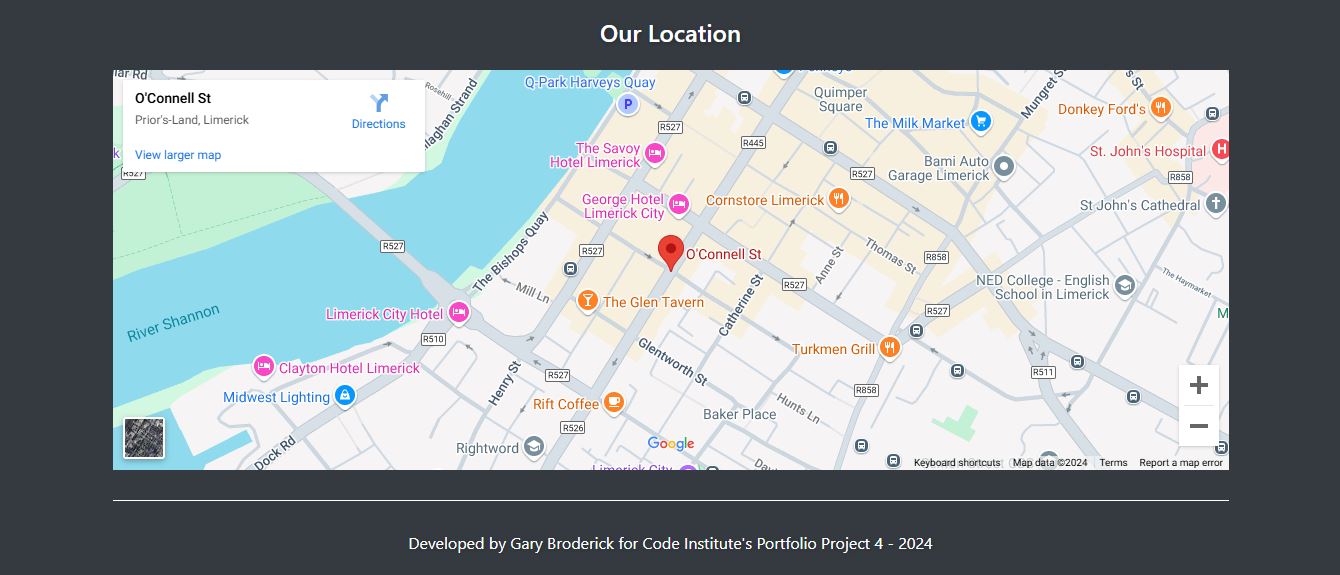 Our Location
O'Connell St
Prior's-Land, Limerick
Directions
View larger map
Rosehill
Q-Park Harveys Quay
P
Quimper
Square
Mungret St
Donkey Ford's
The Milk Market
R527
R445
The Savoy
Hotel Limerick
Bami Auto
Garage Limerick
St. John's Hospital
H
R527
R527
R858
George Hotel
Limerick City
Cornstore Limerick
St John's Cathedral
The Bishops Quay
R527
R527
O'Connell St
Anne St
Thomas St
R858
The Haymarket
NED College - English
School in Limerick
Mill Ln
R527
Catherine St
The Glen Tavern
River Shannon
Limerick City Hotel
R527
R510
Turkmen Grill
Glentworth St
Clayton Hotel Limerick
Henry St
R527
R511
R858
Midwest Lighting
Rift Coffee
Hunts Ln
Baker Place
R526
Dock Rd
Rightword
Google
Limerick City
Keyboard shortcuts
Map data ©2024
Terms
Report a map error
Developed by Gary Broderick for Code Institute's Portfolio Project 4 - 2024